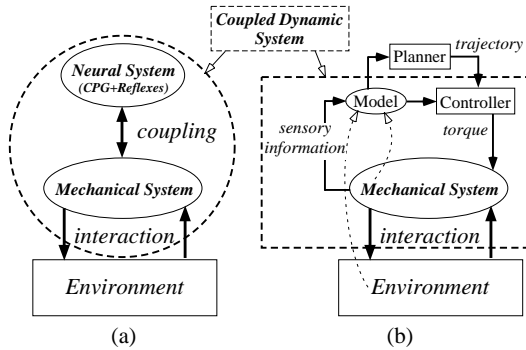 Coupled Dynamic
System
Neural System
(CPG+Reflexes)
coupling
Mechanical System
interaction
Environment
(a)
Planner
trajectory
Model
Controller
sensory
information
torque
Mechanical System
interaction
Environment
(b)